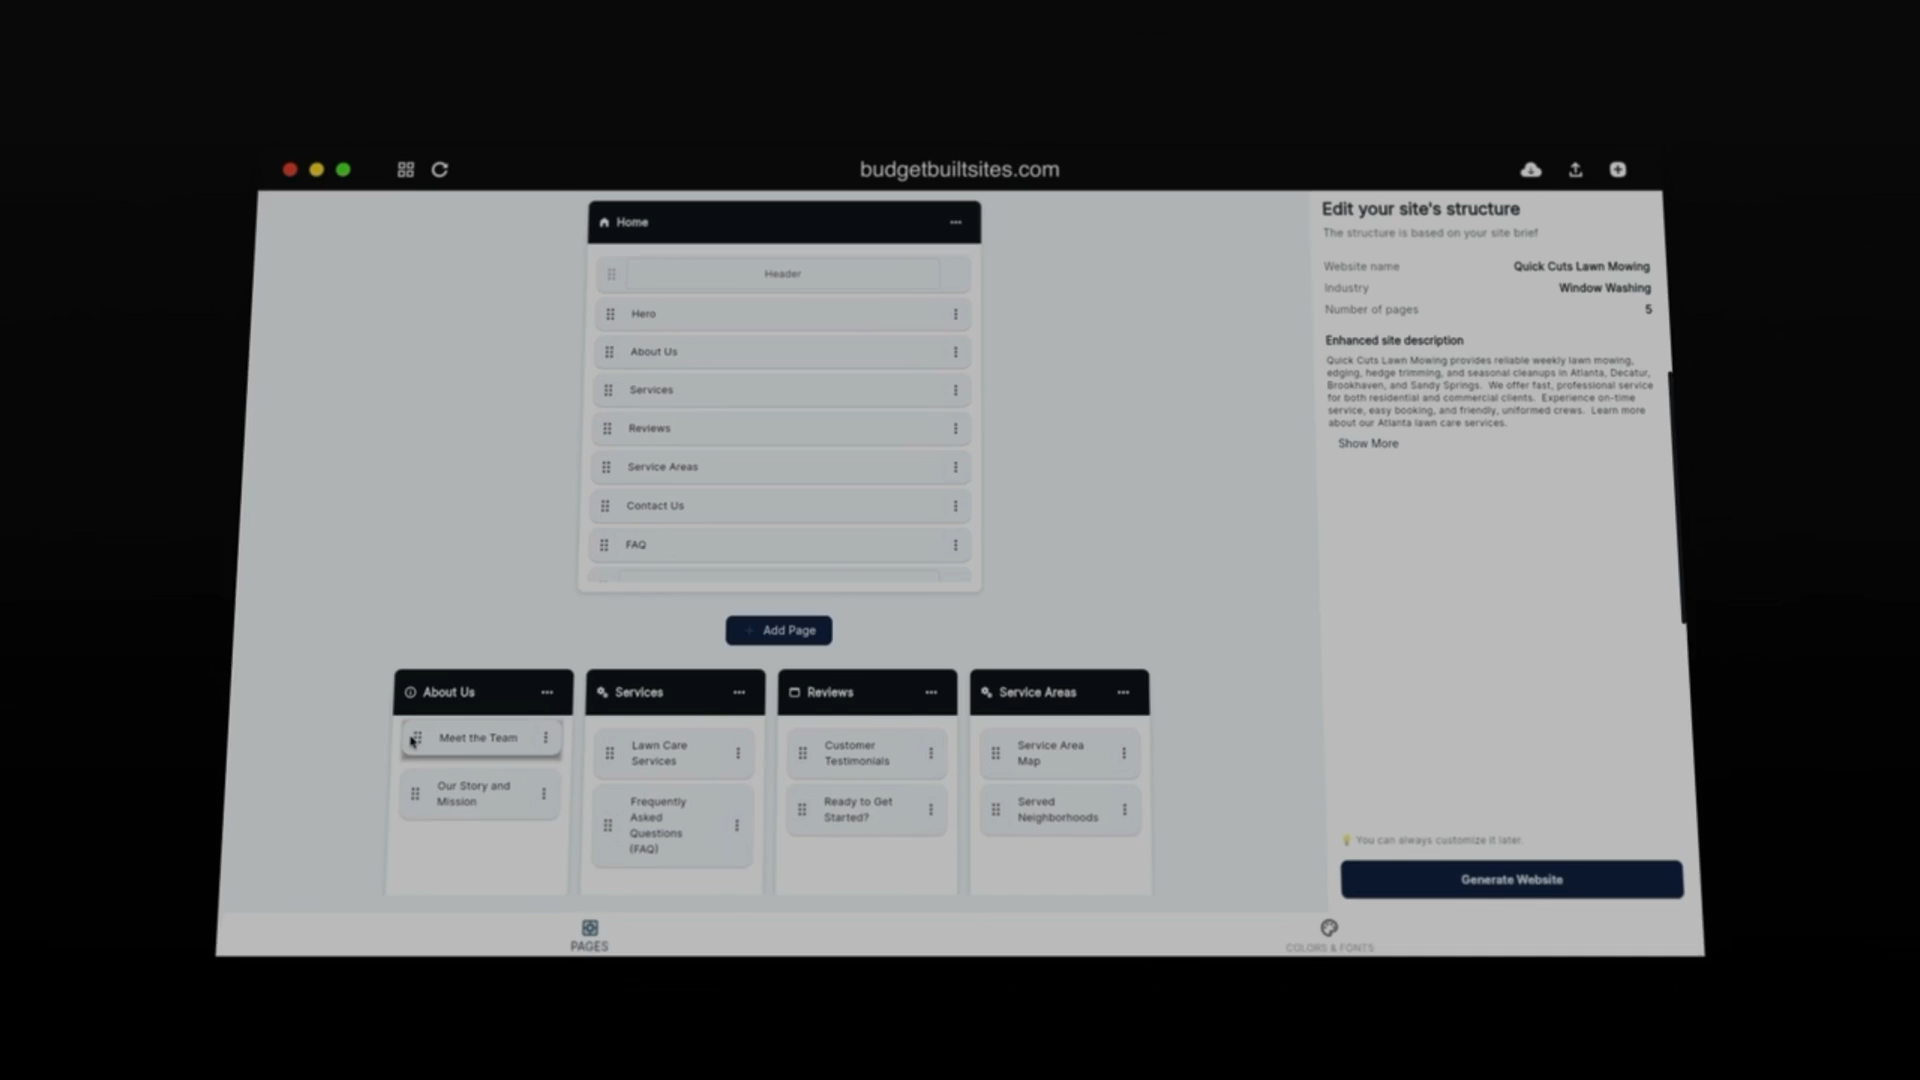 budgetbuiltsites.com
Home
Header
Hero
About Us
Services
Reviews
Service Areas
Contact Us
FAQ
Add Page
About Us
Meet the Team
Our Story and
Mission
Services
Lawn Care
Services
Frequently
Asked
Questions
(FAQ)
Reviews
Customer
Testimonials
Ready to Get
Started?
Service Areas
Service Area
Map
Served
Neighborhoods
Edit your site's structure
The structure is based on your site brief
Website name Quick Cuts Lawn Mowing
Industry Window Washing
Number of pages 5
Enhanced site description
Quick Cuts Lawn Mowing provides reliable weekly lawn mowing,
edging, hedge trimming, and seasonal cleanups in Atlanta, Decatur,
Brookhaven, and Sandy Springs. We offer fast, professional service
for both residential and commercial clients. Experience on-time
service, easy booking, and friendly, uniformed crews. Learn more
about our Atlanta lawn care services.
Show More
You can always customize it later.
Generate Website
PAGES
COLORS & FONTS